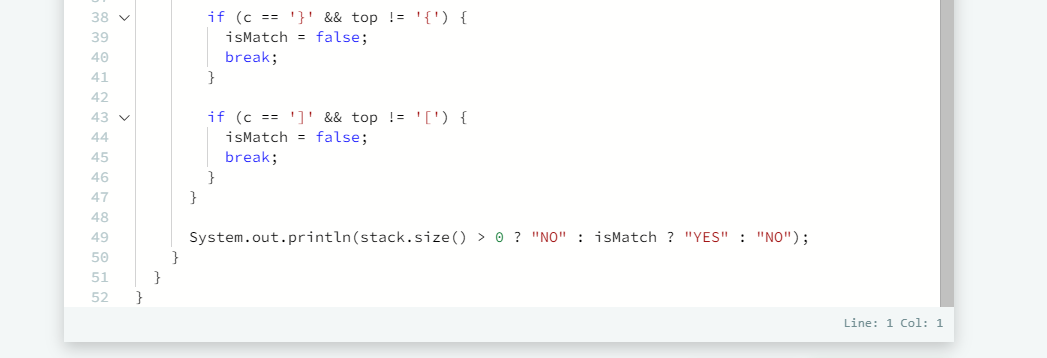 38 if (c == '}' && top != '{') {
39 isMatch = false;
40 break;
41 }
42
43 if (c == ']' && top != '[') {
44 isMatch = false;
45 break;
46 }
47 }
48
49 System.out.println(stack.size() > 0 ? "NO" : isMatch ? "YES" : "NO");
50 }
51 }
52 }
Line: 1 Col: 1